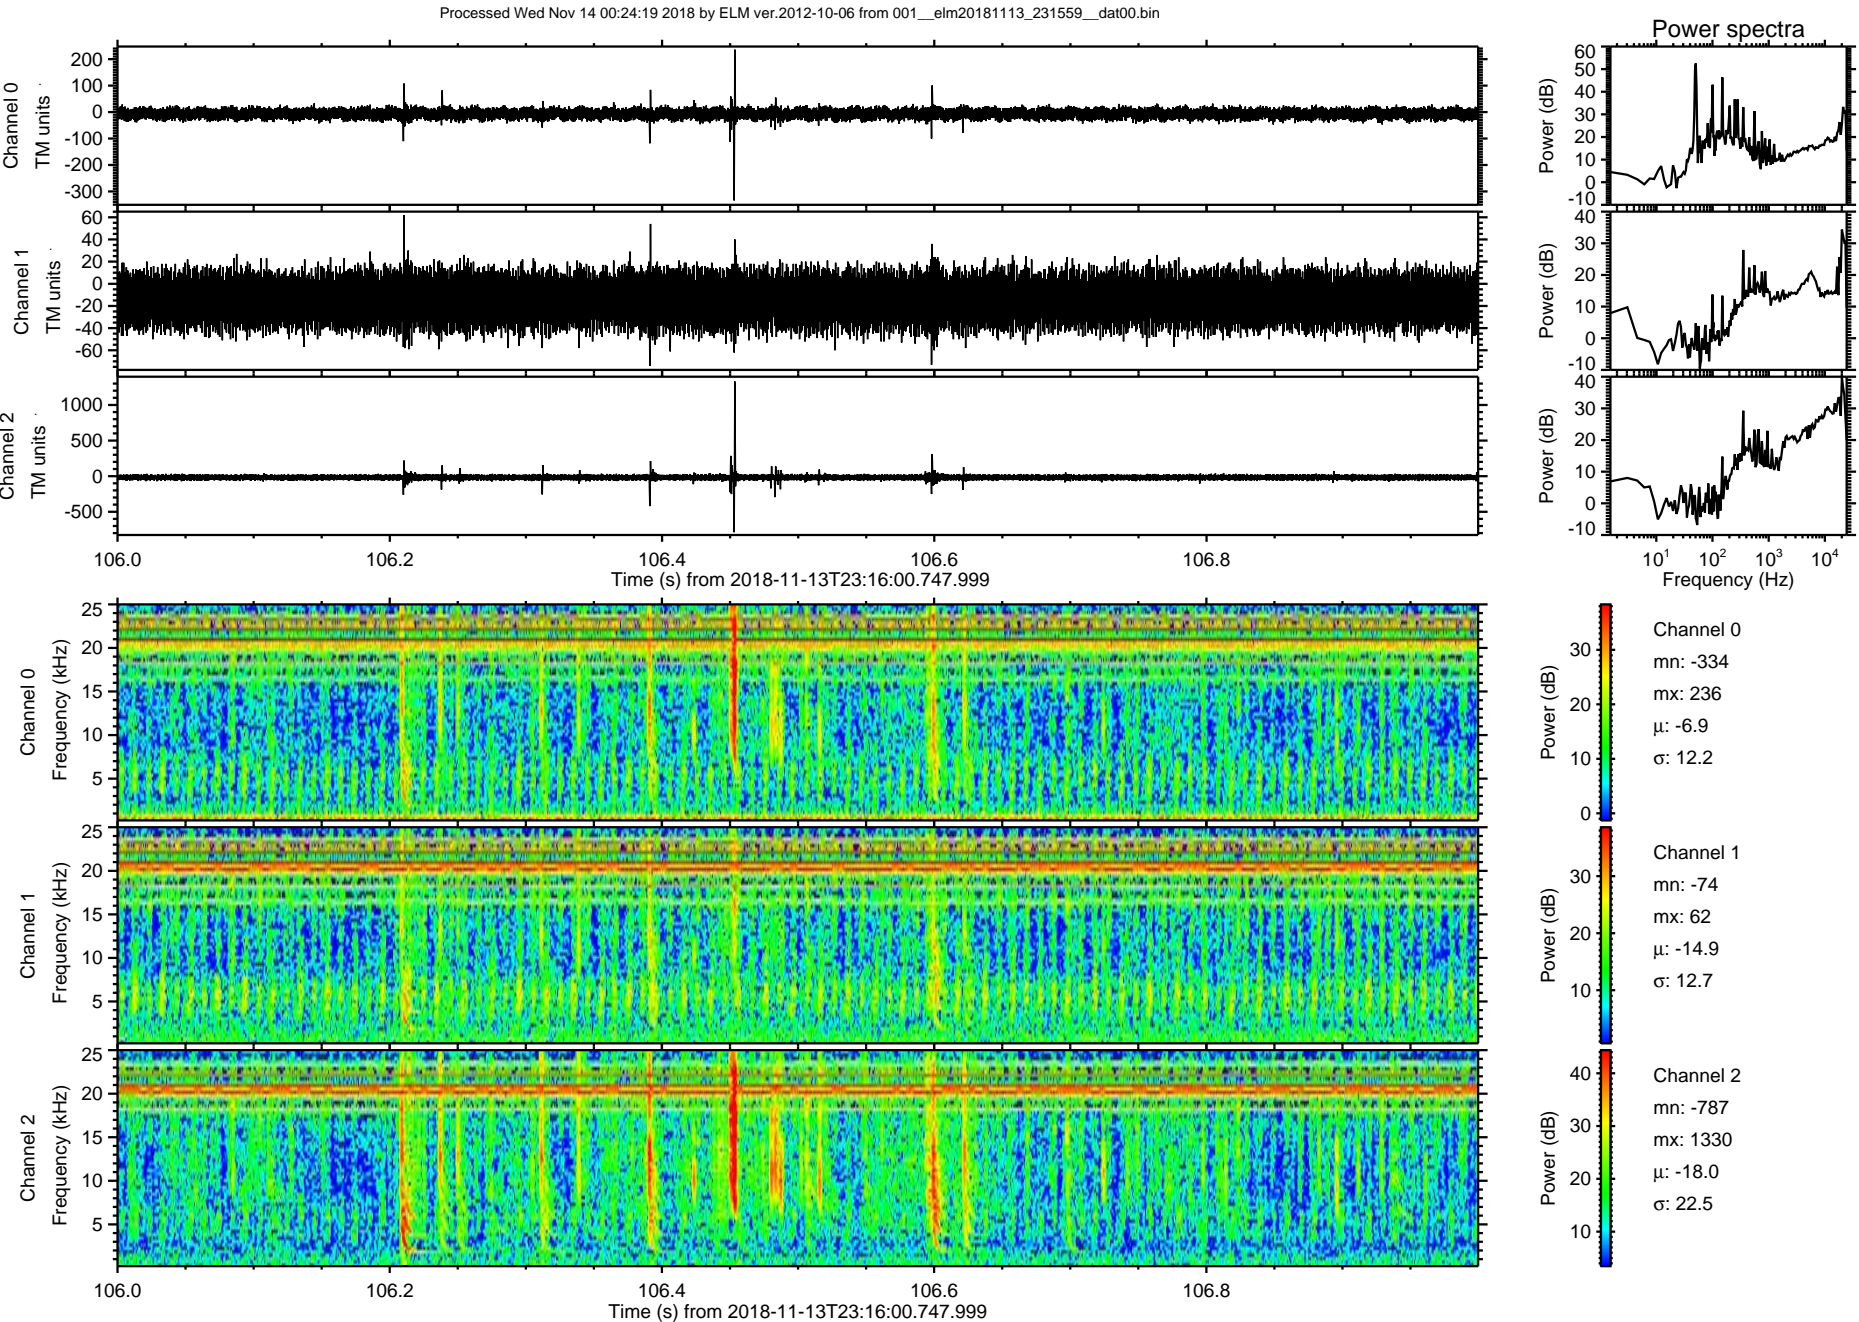 Processed Wed Nov 14 00:24:19 2018 by ELM ver.2012-10-06 from 001__elm20181113_231559__dat00.bin
Power spectra
Channel 0
TM units
200
100
0
-100
-200
-300
Power (dB)
60
50
40
30
20
10
0
-10
Channel 1
TM units
60
40
20
0
-20
-40
-60
Power (dB)
40
30
20
10
0
-10
Channel 2
TM units
1000
500
0
-500
Power (dB)
40
30
20
10
0
-10
106.0 106.2 106.4 106.6 106.8
Time (s) from 2018-11-13T23:16:00.747.999
10^1 10^2 10^3 10^4
Frequency (Hz)
Channel 0
Frequency (kHz)
25
20
15
10
5
Power (dB)
30
20
10
0
Channel 0
mn: -334
mx: 236
μ: -6.9
σ: 12.2
Channel 1
Frequency (kHz)
25
20
15
10
5
Power (dB)
30
20
10
Channel 1
mn: -74
mx: 62
μ: -14.9
σ: 12.7
Channel 2
Frequency (kHz)
25
20
15
10
5
Power (dB)
40
30
20
10
Channel 2
mn: -787
mx: 1330
μ: -18.0
σ: 22.5
106.0 106.2 106.4 106.6 106.8
Time (s) from 2018-11-13T23:16:00.747.999